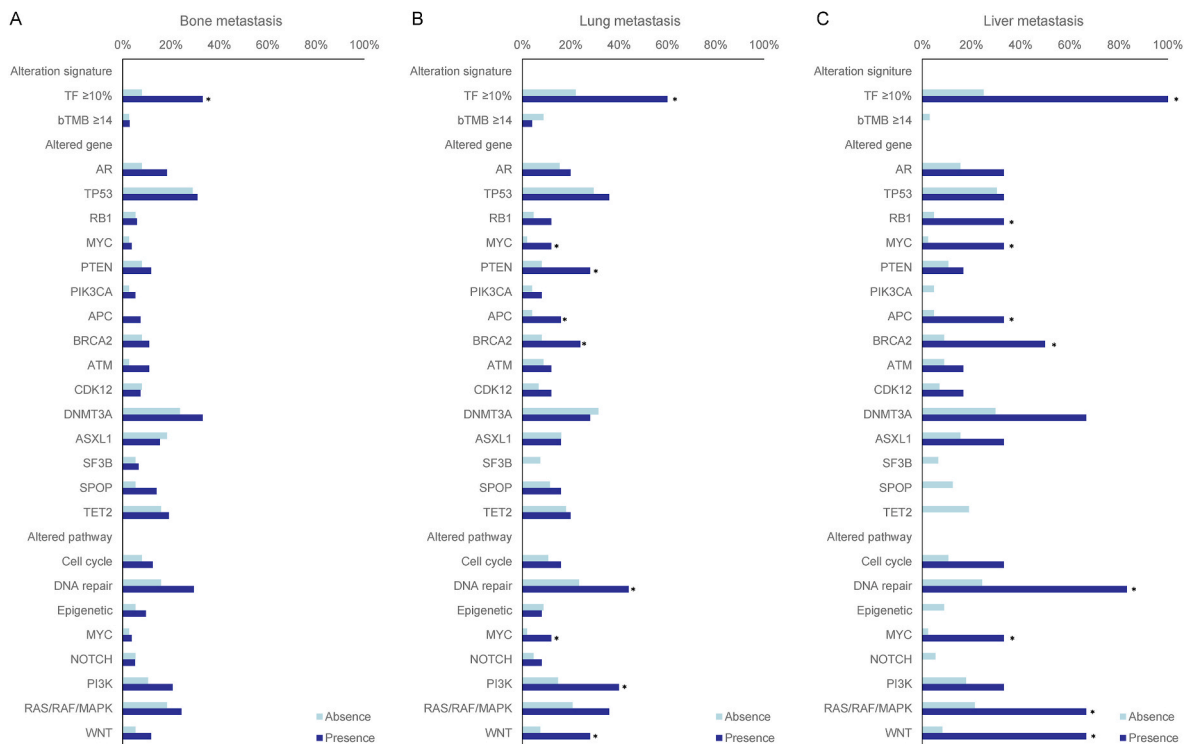 A
Bone metastasis
0% 20% 40% 60% 80% 100%
Alteration signature
TF ≥10% *
bTMB ≥14
Altered gene
AR
TP53
RB1
MYC
PTEN
PIK3CA
APC
BRCA2
ATM
CDK12
DNMT3A
ASXL1
SF3B
SPOP
TET2
Altered pathway
Cell cycle
DNA repair
Epigenetic
MYC
NOTCH
PI3K
RAS/RAF/MAPK
WNT
Absence
Presence
B
Lung metastasis
0% 20% 40% 60% 80% 100%
Alteration signature
TF ≥10% *
bTMB ≥14
Altered gene
AR
TP53
RB1
MYC *
PTEN *
PIK3CA
APC *
BRCA2 *
ATM
CDK12
DNMT3A
ASXL1
SF3B
SPOP
TET2
Altered pathway
Cell cycle
DNA repair *
Epigenetic
MYC *
NOTCH
PI3K *
RAS/RAF/MAPK
WNT *
Absence
Presence
C
Liver metastasis
0% 20% 40% 60% 80% 100%
Alteration signiture
TF ≥10% *
bTMB ≥14
Altered gene
AR
TP53
RB1 *
MYC *
PTEN
PIK3CA
APC *
BRCA2 *
ATM
CDK12
DNMT3A
ASXL1
SF3B
SPOP
TET2
Altered pathway
Cell cycle
DNA repair *
Epigenetic
MYC *
NOTCH
PI3K
RAS/RAF/MAPK *
WNT *
Absence
Presence